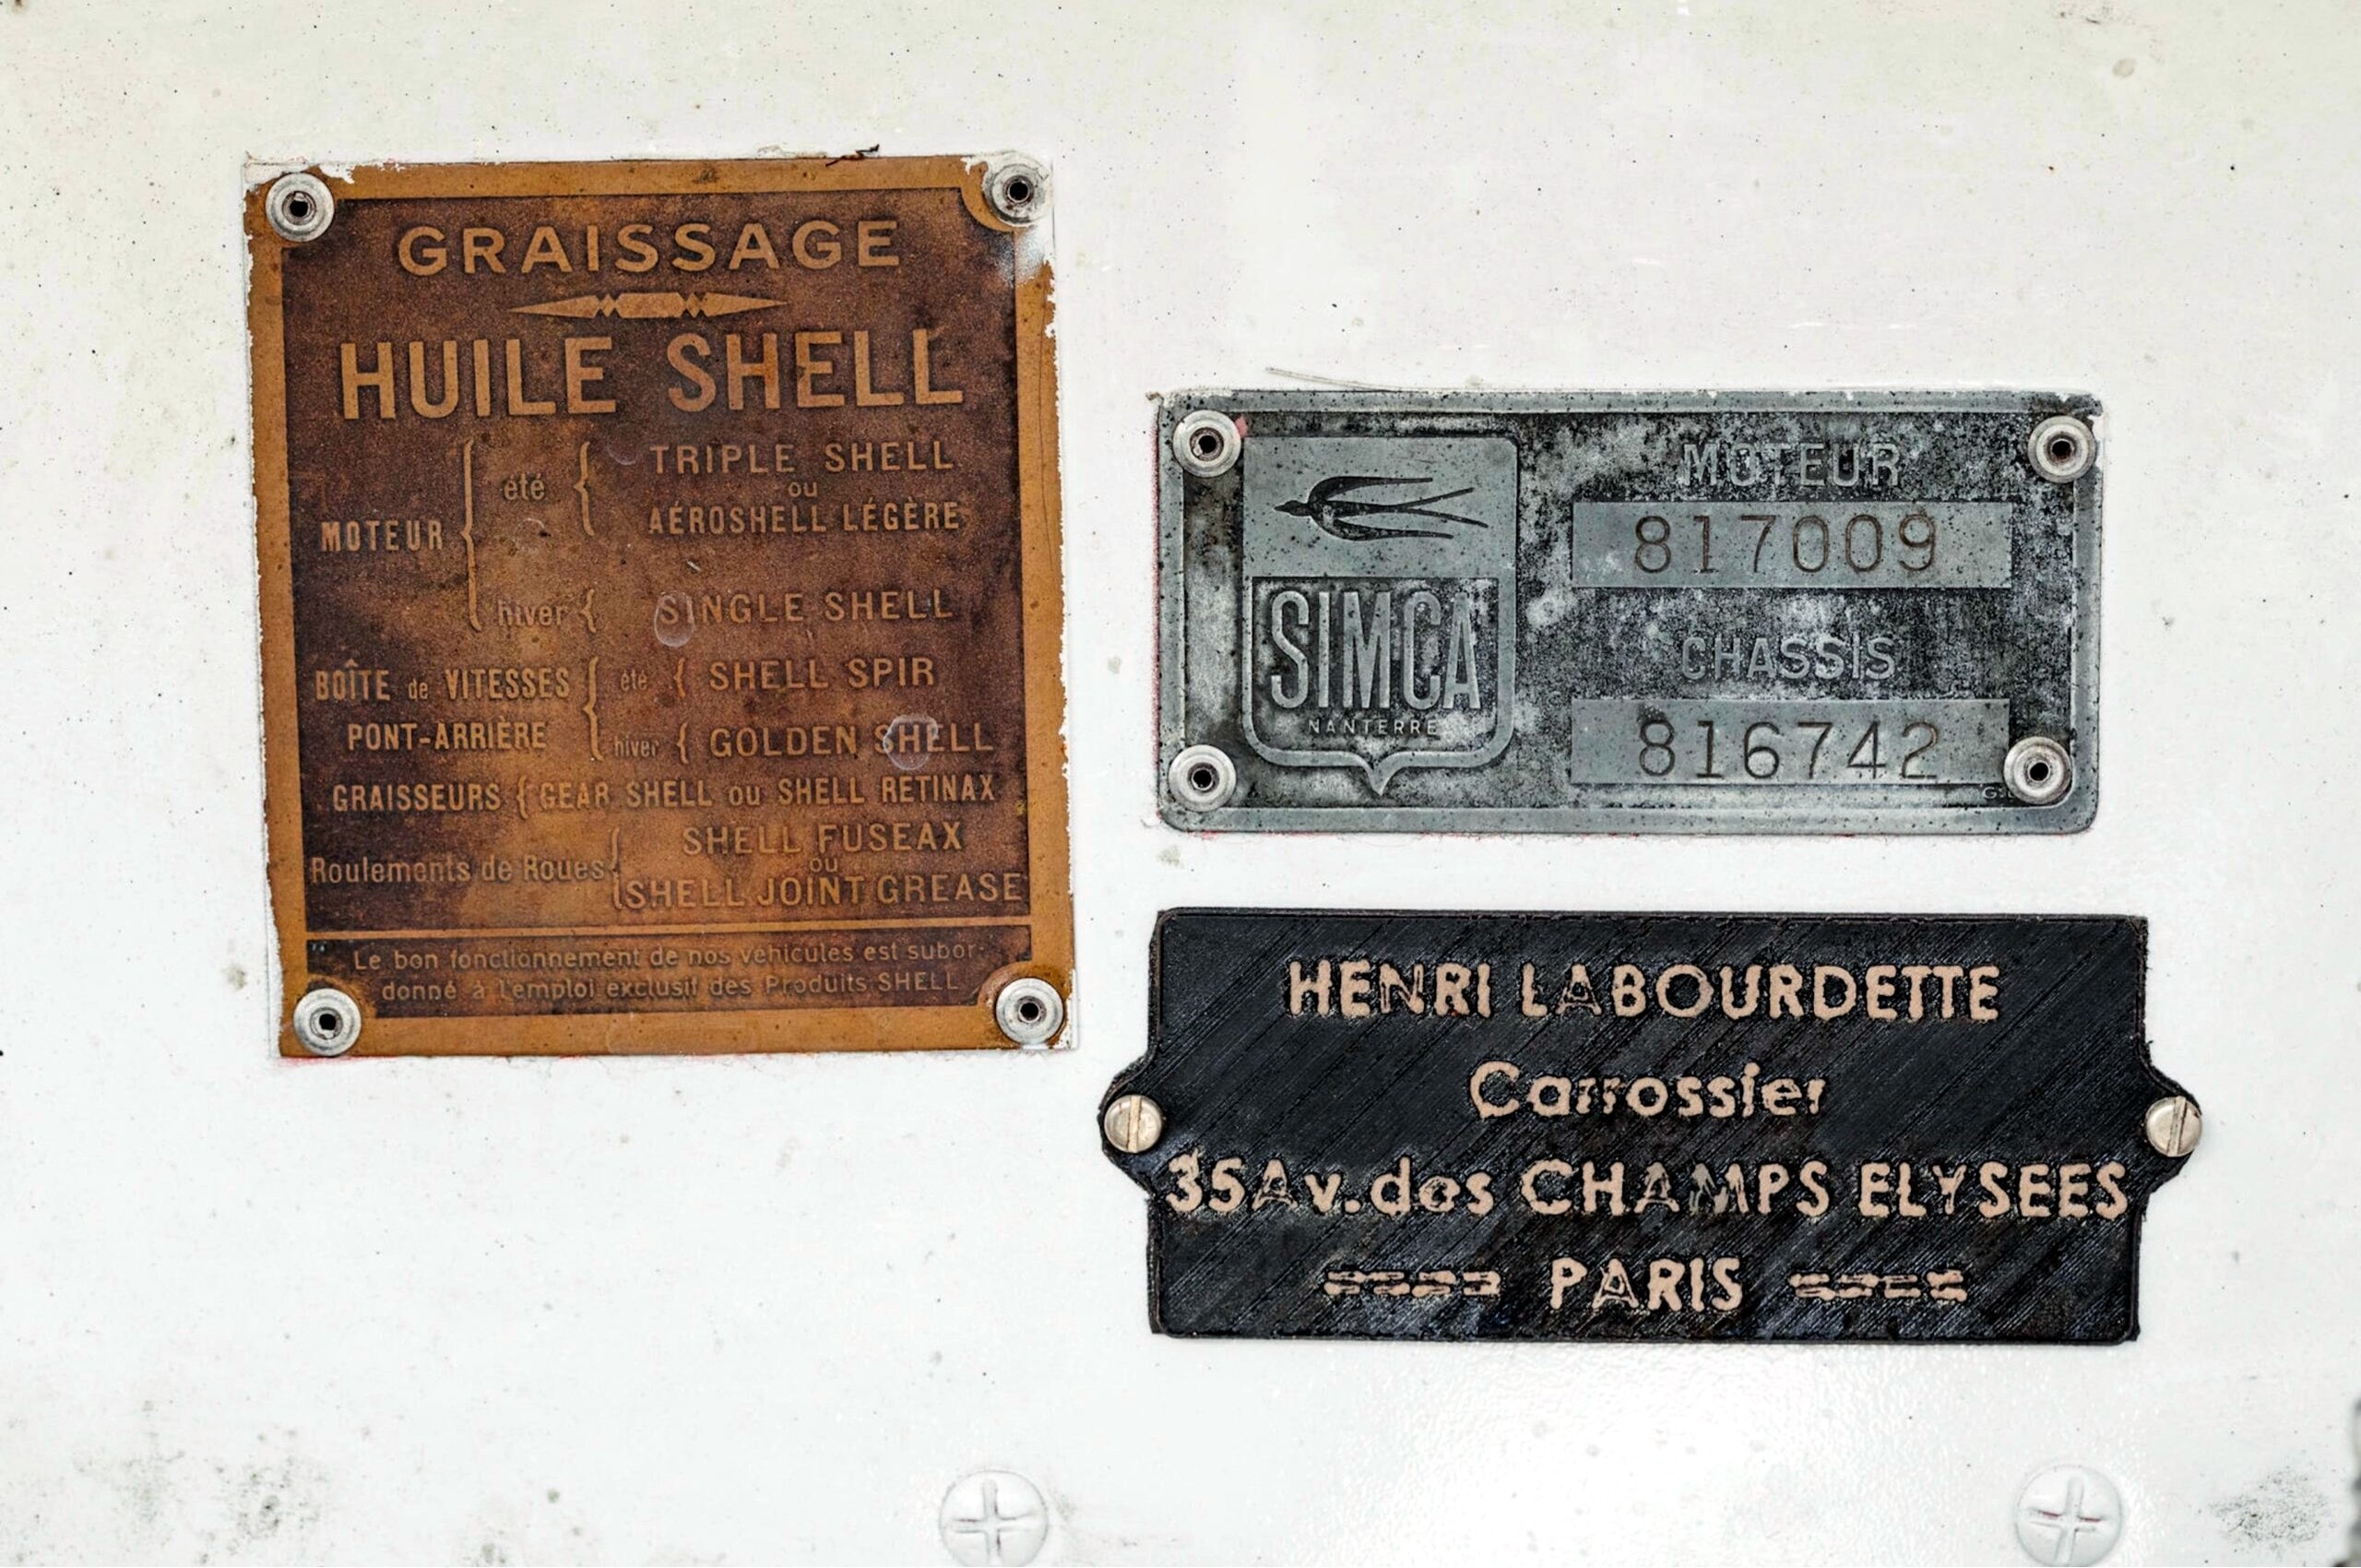 GRAISSAGE
HUILE SHELL
MOTEUR { été { TRIPLE SHELL
ou
AÉROSHELL LÉGÈRE
hiver { SINGLE SHELL
BOÎTE de VITESSES { été { SHELL SPIR
PONT-ARRIÈRE hiver { GOLDEN SHELL
GRAISSEURS { GEAR SHELL ou SHELL RETINAX
Roulements de Roues { SHELL FUSEAX
ou
SHELL JOINT GREASE
Le bon fonctionnement de nos vehicules est subor-
donné à l'emploi exclusif des Produits SHELL
SIMCA
NANTERRE
MOTEUR
817009
CHASSIS
816742
HENRI LABOURDETTE
Carrossier
35Av.des CHAMPS ELYSEES
PARIS